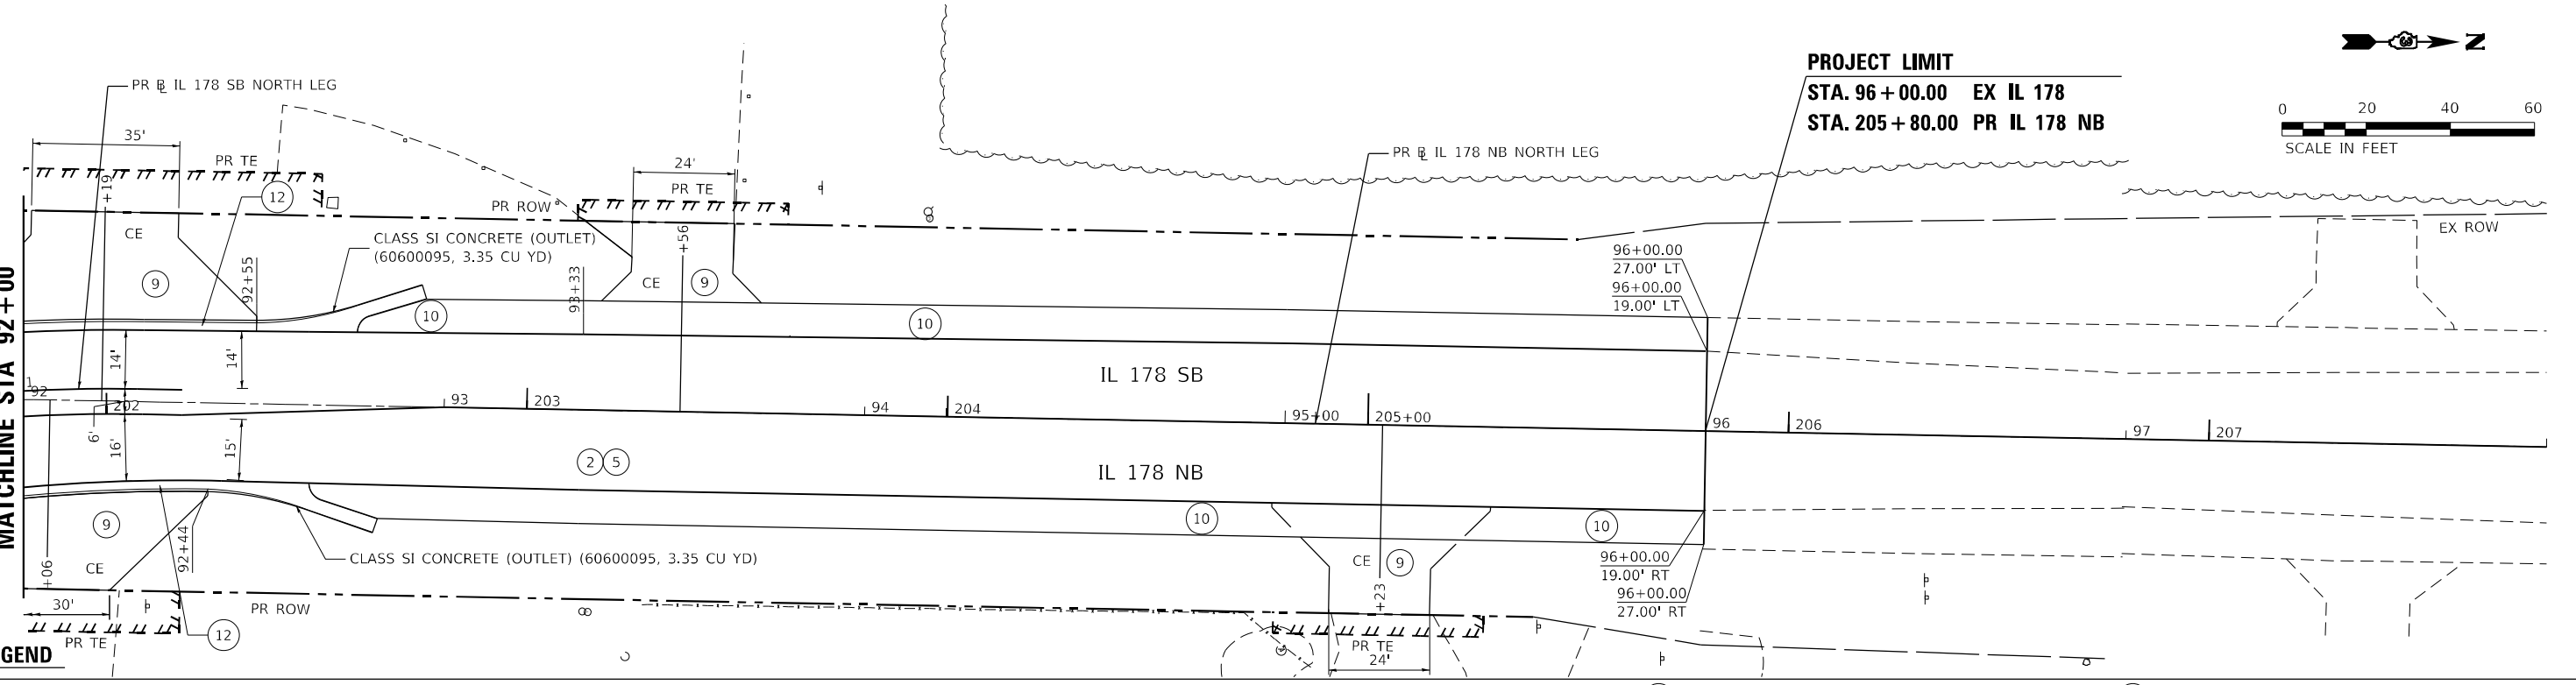 PROJECT LIMIT
STA. 96+00.00 EX IL 178
STA. 205+80.00 PR IL 178 NB
N
0 20 40 60
SCALE IN FEET
PR BL IL 178 SB NORTH LEG
35'
PR TE
+19
12
24'
PR TE
PR BL IL 178 NB NORTH LEG
PR ROW
CE
CLASS SI CONCRETE (OUTLET)
(60600095, 3.35 CU YD)
9
92+55
93+33
+56
CE
9
10
10
96+00.00
27.00' LT
96+00.00
19.00' LT
EX ROW
MATCHLINE STA 92+00
14'
14'
IL 178 SB
1
92
202
93
203
94
204
95+00
205+00
96
206
97
207
6'
16'
15'
2
5
IL 178 NB
9
CE
+06
92+44
CLASS SI CONCRETE (OUTLET) (60600095, 3.35 CU YD)
10
10
CE
9
+23
96+00.00
19.00' RT
96+00.00
27.00' RT
30'
PR ROW
PR TE
12
PR TE
24'
GEND